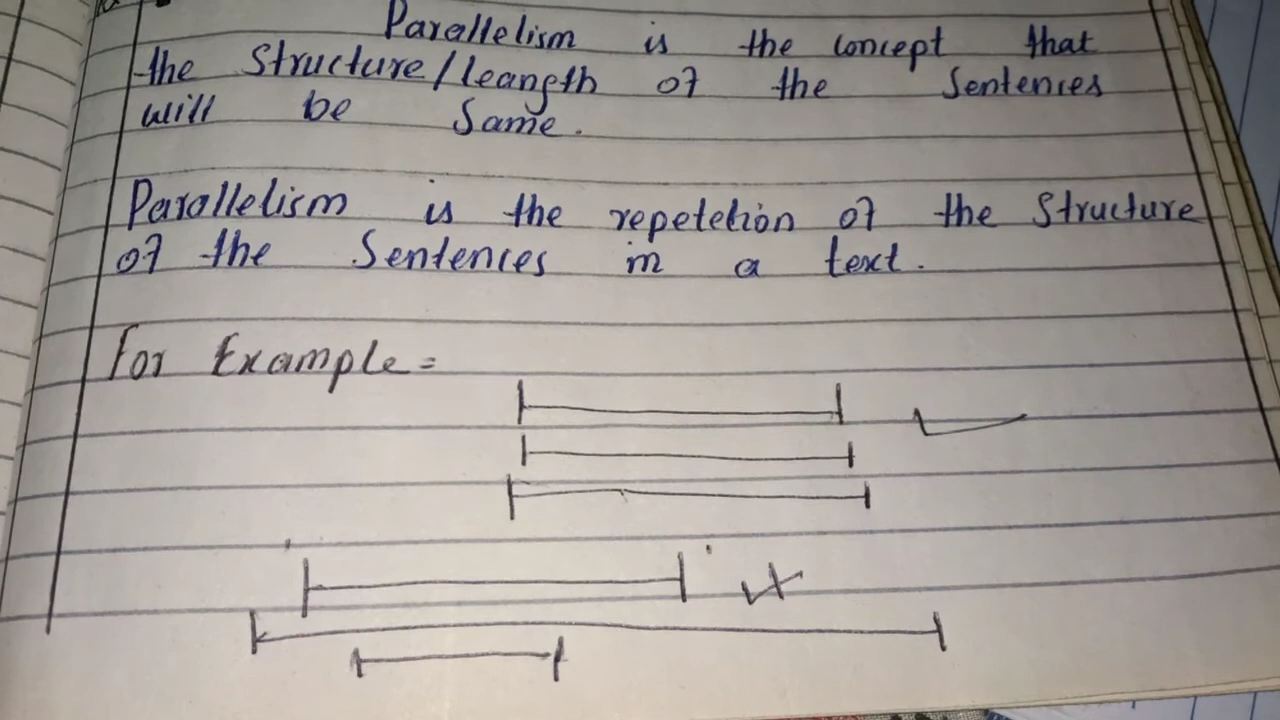 Parallelism is the concept that
the Structure/leangth of the Sentences
will be Same.
Parallelism is the repetetion of the Structure
of the Sentences in a text.
For Example=